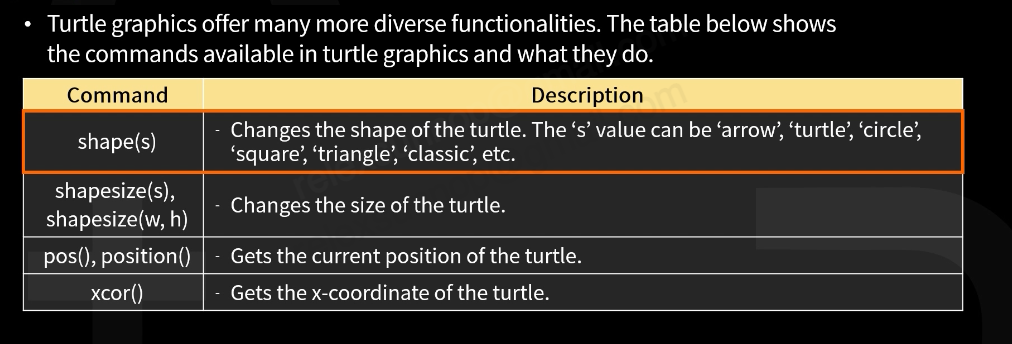 • Turtle graphics offer many more diverse functionalities. The table below shows
the commands available in turtle graphics and what they do.
Command Description
shape(s) - Changes the shape of the turtle. The ‘s’ value can be ‘arrow’, ‘turtle’, ‘circle’,
‘square’, ‘triangle’, ‘classic’, etc.
shapesize(s),
shapesize(w, h) - Changes the size of the turtle.
pos(), position() - Gets the current position of the turtle.
xcor() - Gets the x-coordinate of the turtle.